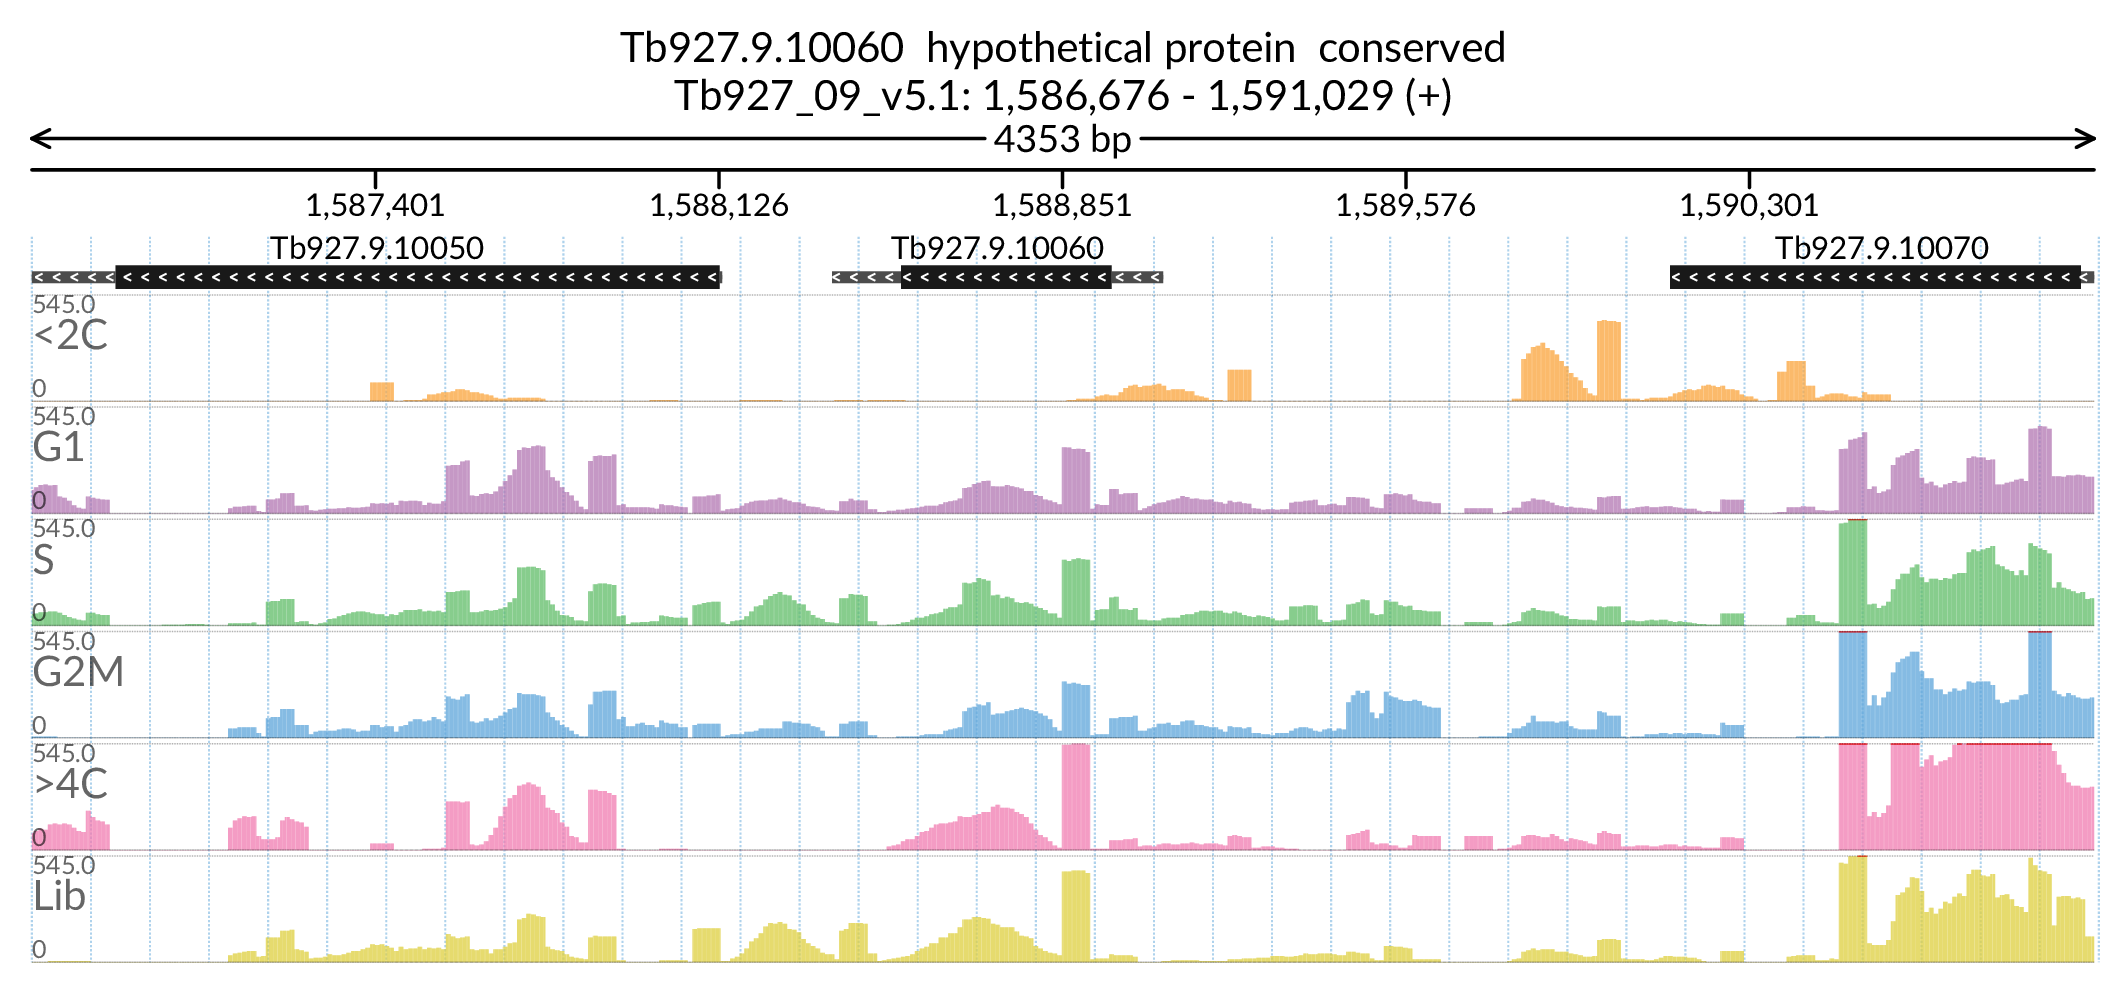 Tb927.9.10060  hypothetical protein  conserved
Tb927_09_v5.1: 1,586,676 - 1,591,029 (+)
4353 bp
1,587,401 1,588,126 1,588,851 1,589,576 1,590,301
Tb927.9.10050 Tb927.9.10060 Tb927.9.10070
545.0
<2C
0
545.0
G1
0
545.0
S
0
545.0
G2M
0
545.0
>4C
0
545.0
Lib
0